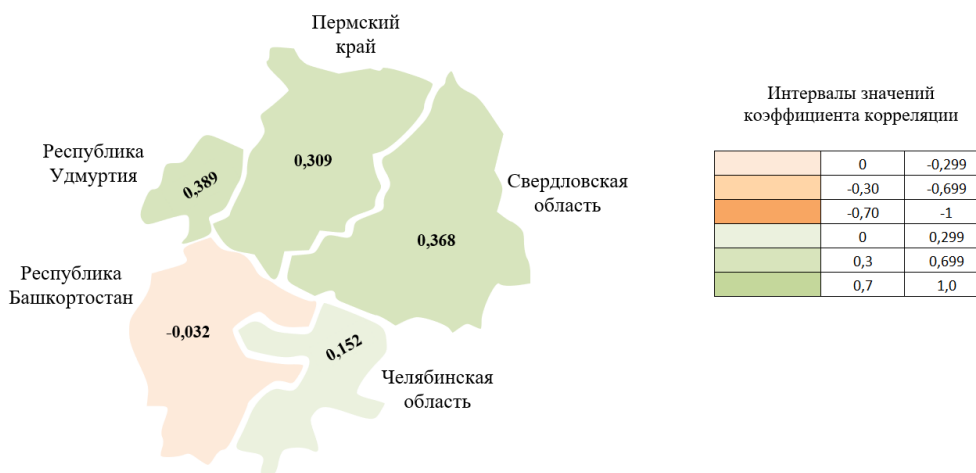 Пермский
край
Республика
Удмуртия
0,389
0,309
Свердловская
область
0,368
Республика
Башкортостан
-0,032
0,152
Челябинская
область
Интервалы значений
коэффициента корреляции
0 -0,299
-0,30 -0,699
-0,70 -1
0 0,299
0,3 0,699
0,7 1,0